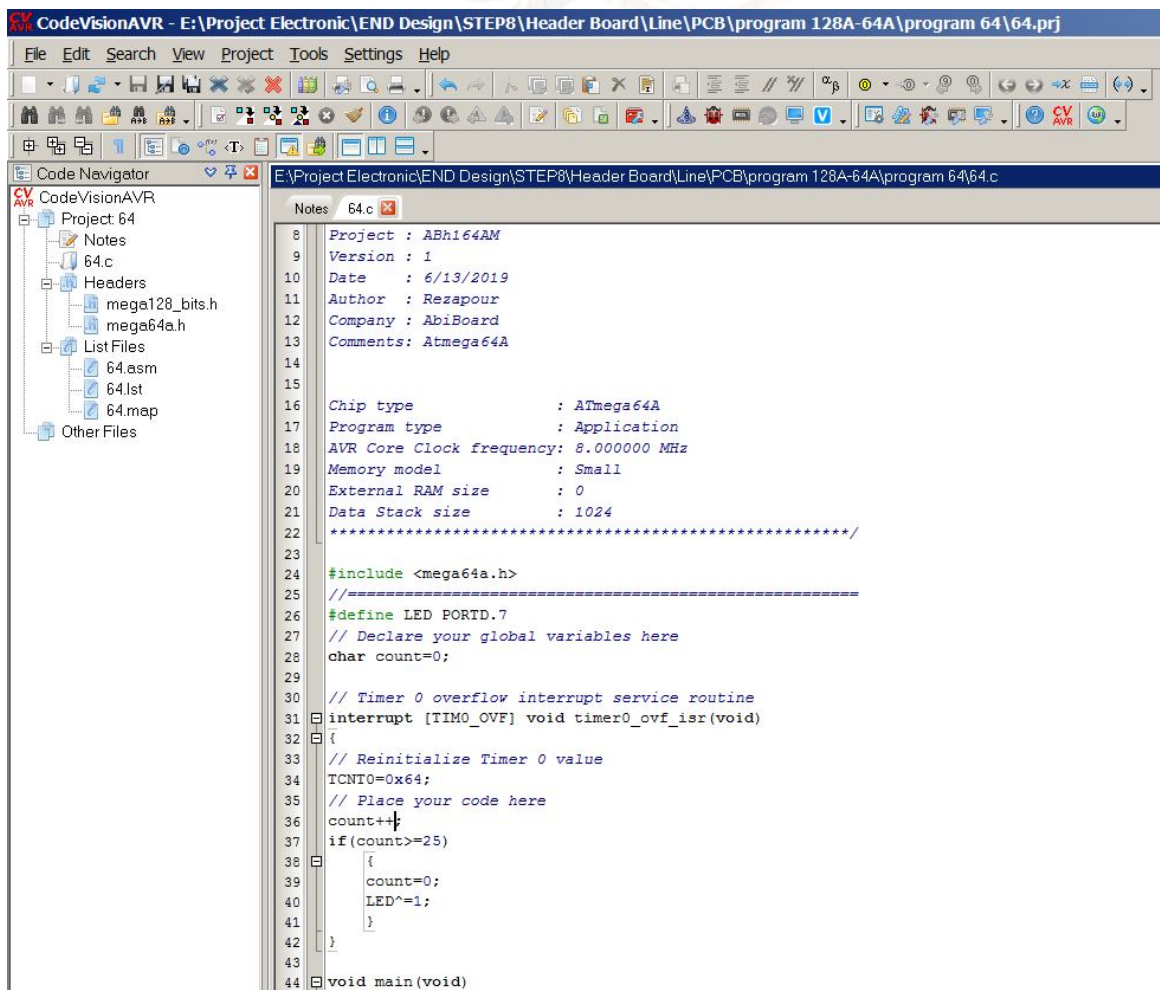 CodeVisionAVR - E:\Project Electronic\END Design\STEP8\Header Board\Line\PCB\program 128A-64A\program 64\64.prj
File Edit Search View Project Tools Settings Help
Code Navigator
CodeVisionAVR
Project: 64
Notes
64.c
Headers
mega128_bits.h
mega64a.h
List Files
64.asm
64.lst
64.map
Other Files
E:\Project Electronic\END Design\STEP8\Header Board\Line\PCB\program 128A-64A\program 64\64.c
Notes 64.c
8 Project : ABh164AM
9 Version : 1
10 Date    : 6/13/2019
11 Author  : Rezapour
12 Company : AbiBoard
13 Comments: Atmega64A
14
15
16 Chip type               : ATmega64A
17 Program type            : Application
18 AVR Core Clock frequency: 8.000000 MHz
19 Memory model            : Small
20 External RAM size       : 0
21 Data Stack size         : 1024
22 *******************************************************/
23
24 #include <mega64a.h>
25 //======================================================
26 #define LED PORTD.7
27 // Declare your global variables here
28 char count=0;
29
30 // Timer 0 overflow interrupt service routine
31 interrupt [TIM0_OVF] void timer0_ovf_isr(void)
32 {
33 // Reinitialize Timer 0 value
34 TCNT0=0x64;
35 // Place your code here
36 count++;
37 if(count>=25)
38     {
39     count=0;
40     LED^=1;
41     }
42 }
43
44 void main(void)